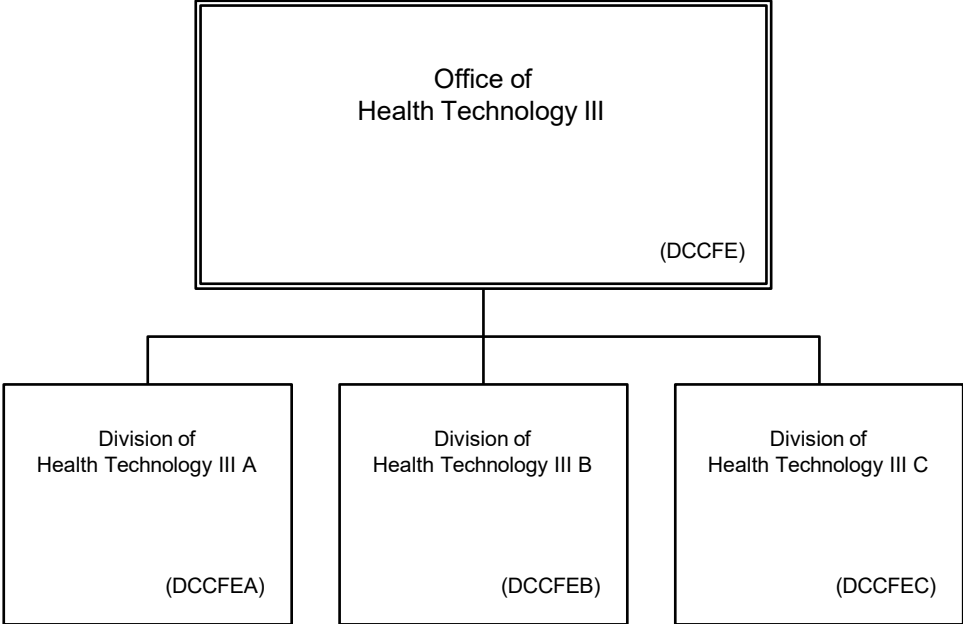 Office of
Health Technology III
(DCCFE)
Division of
Health Technology III A
(DCCFEA)
Division of
Health Technology III B
(DCCFEB)
Division of
Health Technology III C
(DCCFEC)